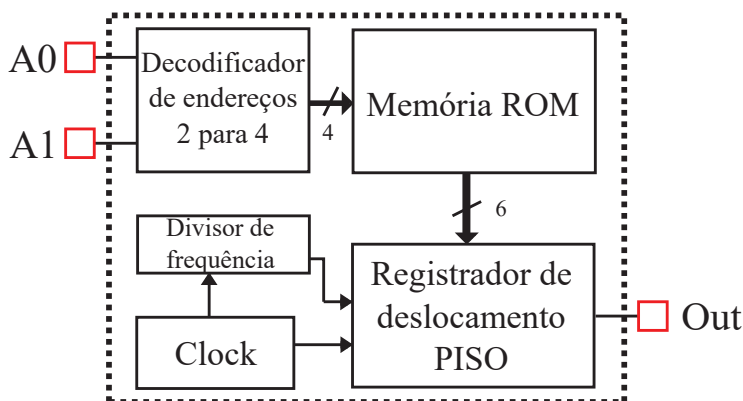 A0
A1
Decodificador
de endereços
2 para 4
4
Memória ROM
6
Divisor de
frequência
Clock
Registrador de
deslocamento
PISO
Out